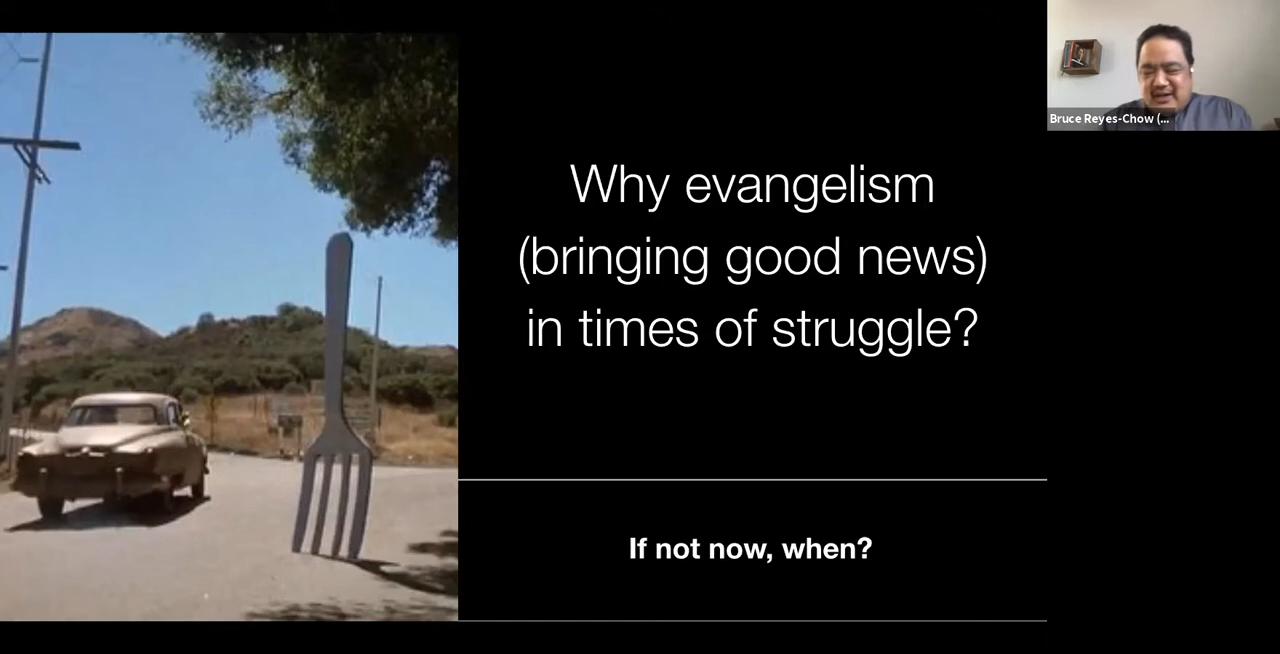 Bruce Reyes-Chow (...
Why evangelism
(bringing good news)
in times of struggle?
If not now, when?